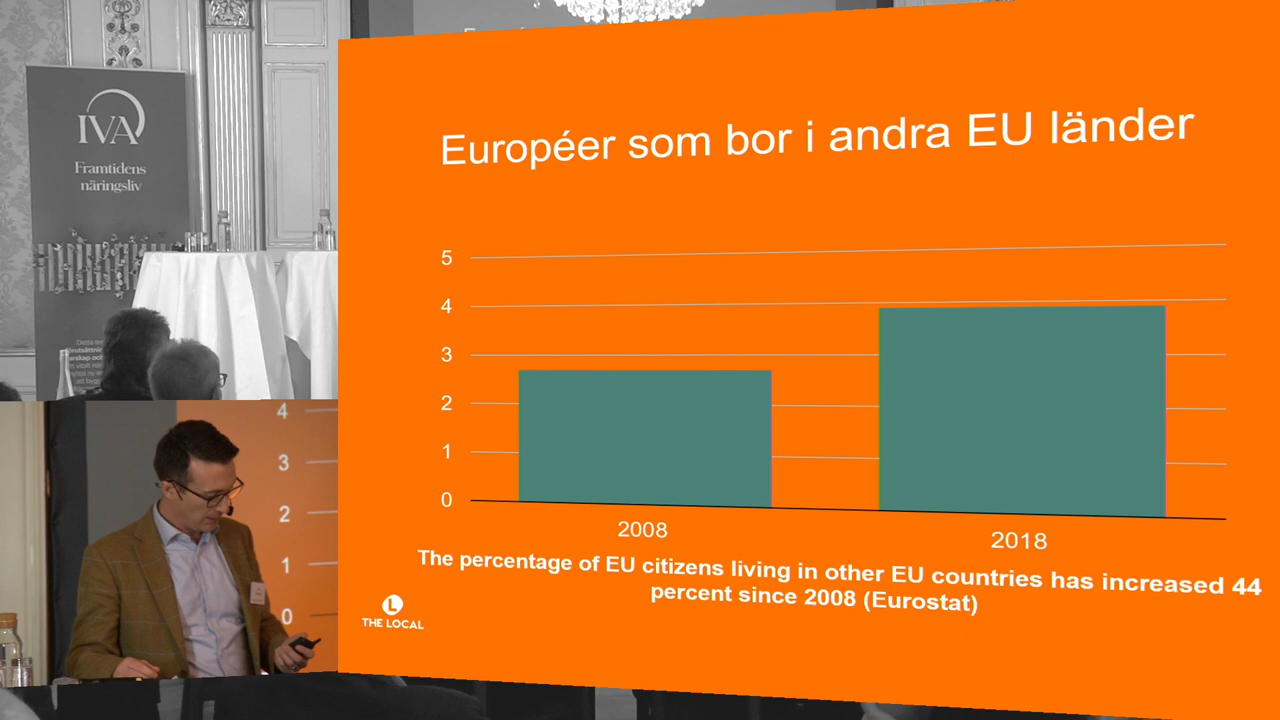 IVA
Framtidens
näringsliv
Européer som bor i andra EU länder
5
4
3
2
1
0
2008
2018
The percentage of EU citizens living in other EU countries has increased 44
percent since 2008 (Eurostat)
L
THE LOCAL
4
3
2
1
0